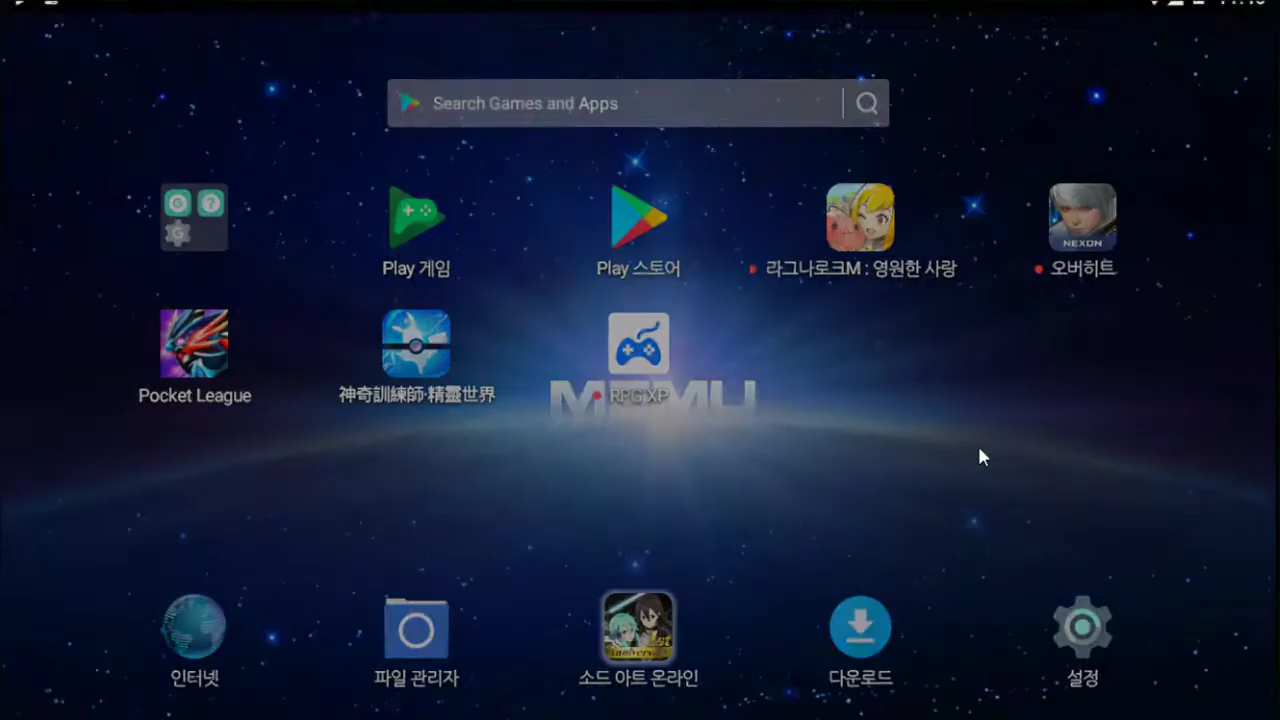 Search Games and Apps
G ?
G
NEXON
Play 게임
Play 스토어
라그나로크M : 영원한 사랑
오버히트
Pocket League
神奇訓練師·精靈世界
RPG XP
MEMU
1st
Anniversary
인터넷
파일 관리자
소드 아트 온라인
다운로드
설정